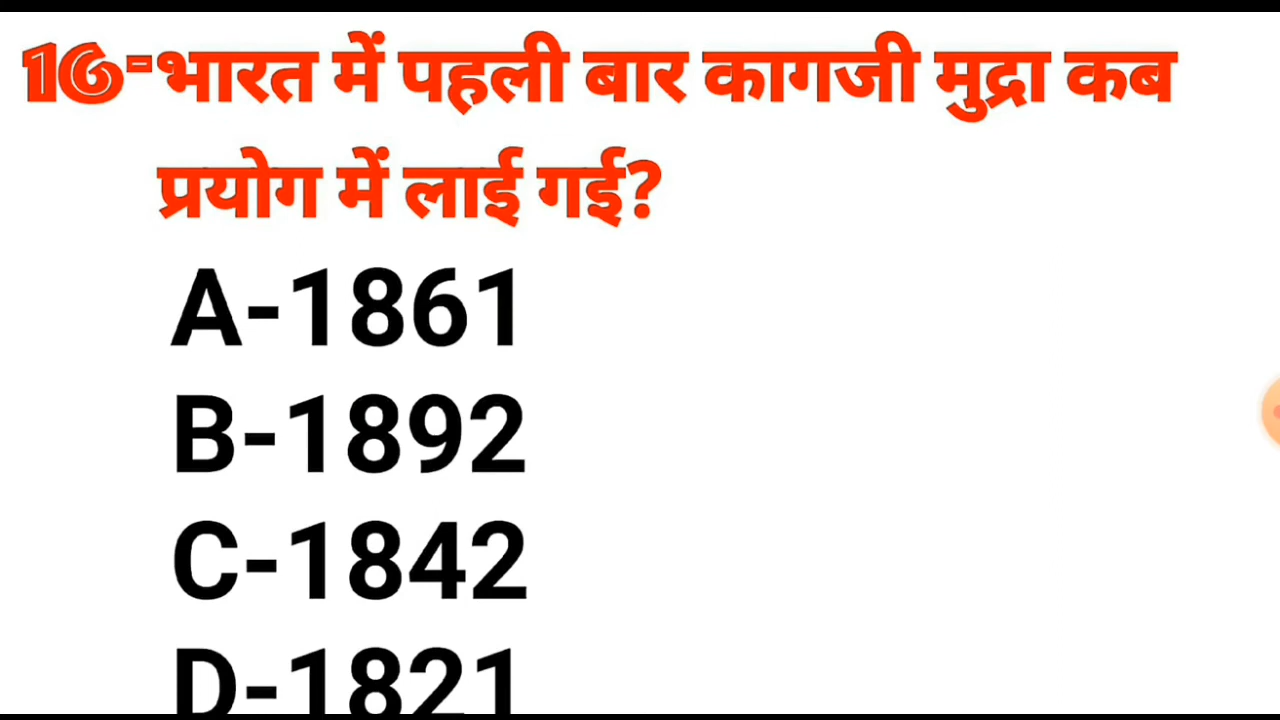 16-भारत में पहली बार कागजी मुद्रा कब
प्रयोग में लाई गई?
A-1861
B-1892
C-1842
D-1821